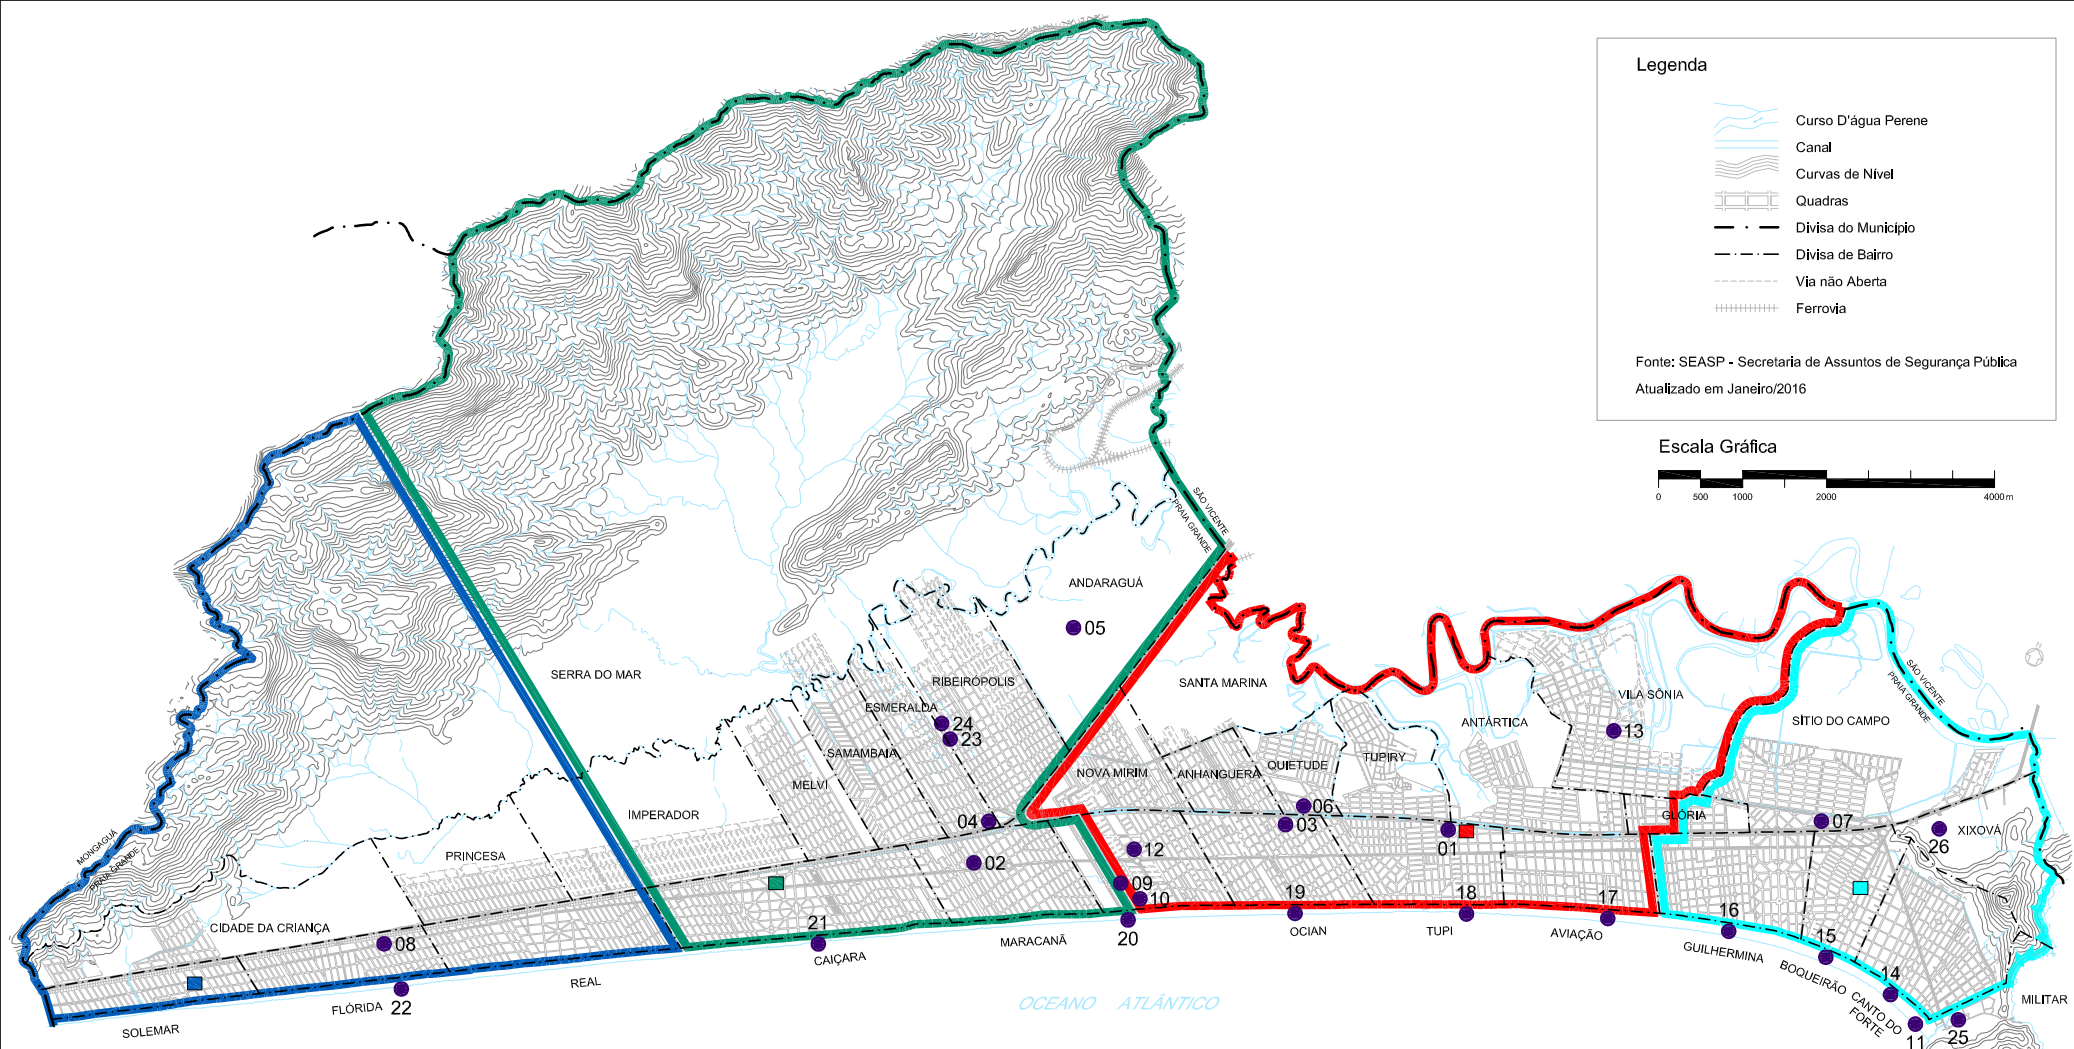 Legenda
Curso D'água Perene
Canal
Curvas de Nível
Quadras
Divisa do Município
Divisa de Bairro
Via não Aberta
Ferrovia
Fonte: SEASP - Secretaria de Assuntos de Segurança Pública
Atualizado em Janeiro/2016
Escala Gráfica
0 500 1000 2000 4000m
SÃO VICENTE
PRAIA GRANDE
ANDARAGUÁ
05
SERRA DO MAR
RIBEIRÓPOLIS
SANTA MARINA
ESMERALDA
24
23
SAMAMBAIA
MELVI
NOVA MIRIM
ANHANGUERA
QUIETUDE
TUPIRY
ANTÁRTICA
VILA SÔNIA
13
SÍTIO DO CAMPO
SÃO VICENTE
PRAIA GRANDE
IMPERADOR
PRINCESA
MONGAGUÁ
PRAIA GRANDE
04
02
06
03
12
09
10
01
GLÓRIA
07
XIXOVÁ
26
CIDADE DA CRIANÇA
08
21
20
19
18
17
16
15
14
11
25
22
SOLEMAR
FLÓRIDA
REAL
CAIÇARA
MARACANÃ
OCIAN
TUPI
AVIAÇÃO
GUILHERMINA
BOQUEIRÃO
CANTO DO
FORTE
MILITAR
OCEANO ATLÂNTICO